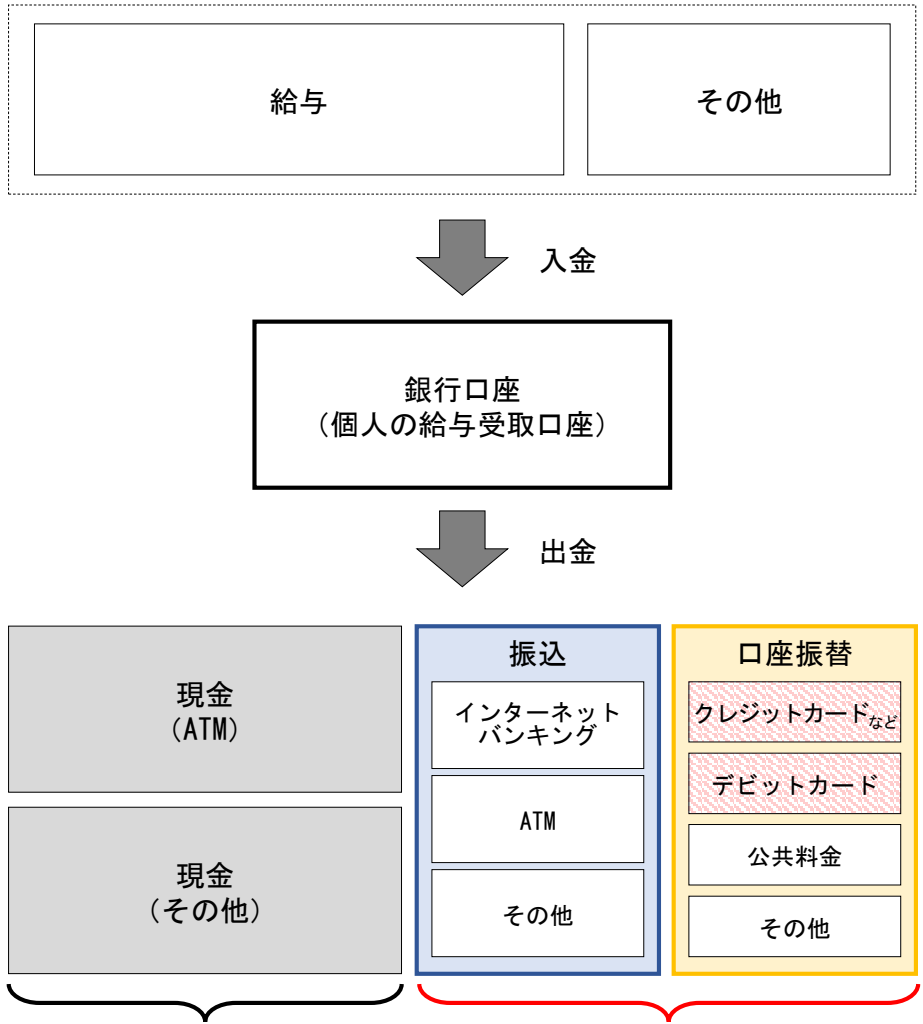 給与
その他
入金
銀行口座
（個人の給与受取口座）
出金
現金
（ATM）
現金
（その他）
振込
インターネット
バンキング
ATM
その他
口座振替
クレジットカードなど
デビットカード
公共料金
その他